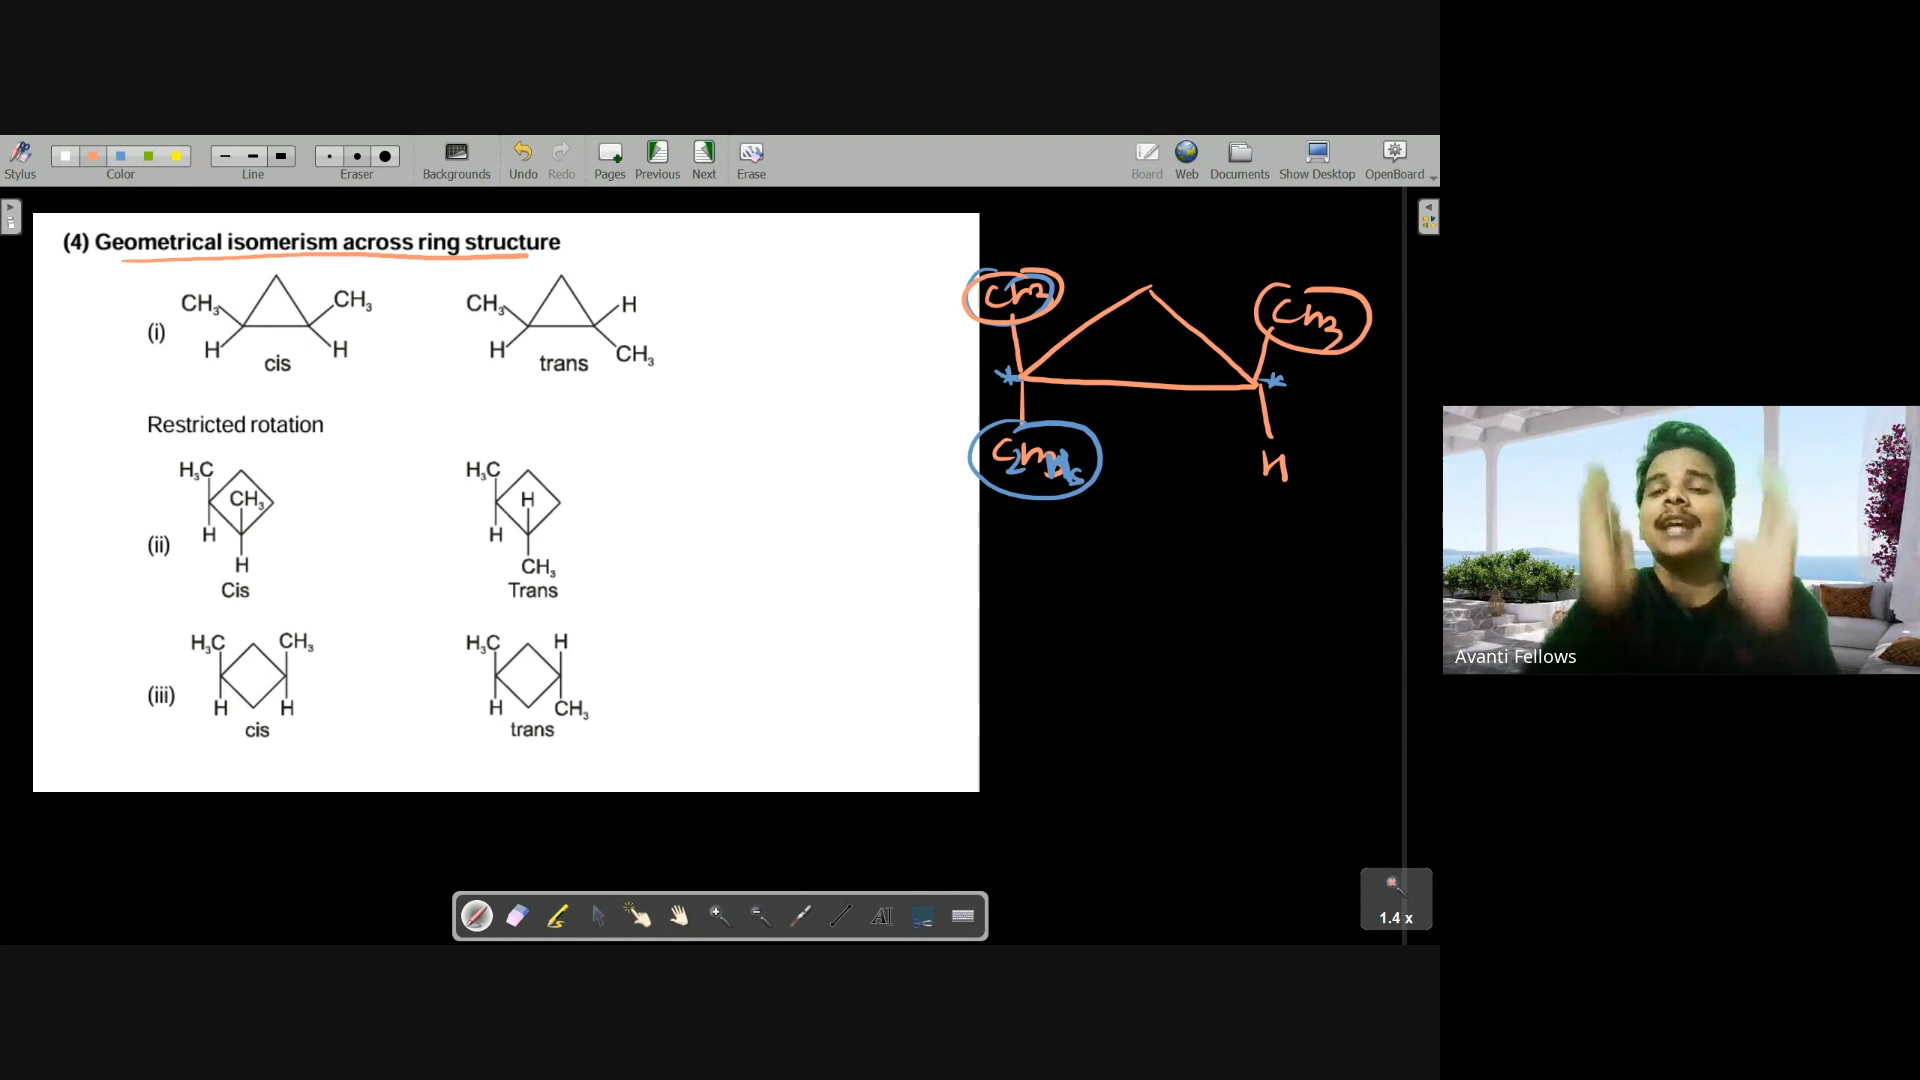 Stylus
Color
Line
Eraser
Backgrounds
Undo
Redo
Pages
Previous
Next
Erase
Board
Web
Documents
Show Desktop
OpenBoard
(4) Geometrical isomerism across ring structure
(i)
CH₃
CH₃
H
H
cis
CH₃
H
H
CH₃
trans
Restricted rotation
(ii)
H₃C
CH₃
H
H
Cis
H₃C
H
H
CH₃
Trans
(iii)
H₃C
CH₃
H
H
cis
H₃C
H
H
CH₃
trans
CH3
H
Avanti Fellows
1.4 x